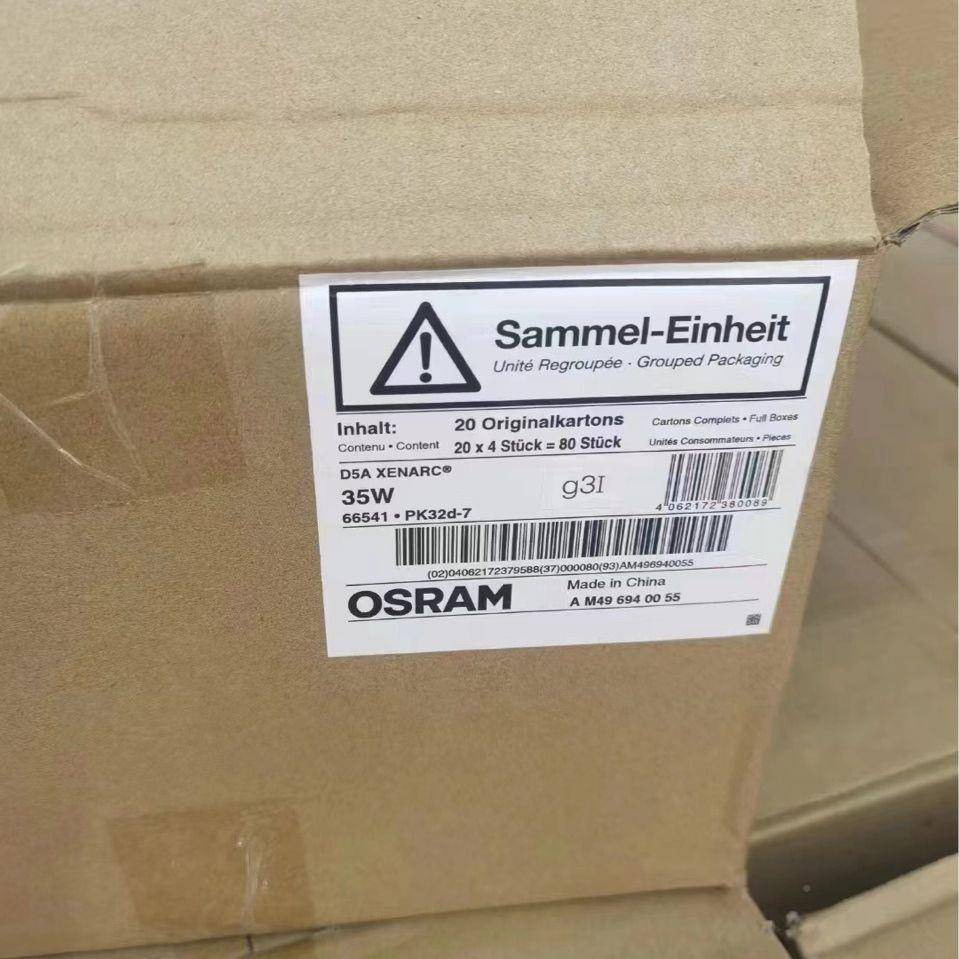 Sammel-Einheit
Unité Regroupée · Grouped Packaging
Inhalt: 20 Originalkartons Cartons Complets • Full Boxes
Contenu • Content 20 x 4 Stück = 80 Stück Unités Consommateurs • Pieces
D5A XENARC®
35W g3I
66541 • PK32d-7 4 062172 380089
(02)04062172379588(37)000080(93)AM496940055
OSRAM Made in China
A M49 694 00 55